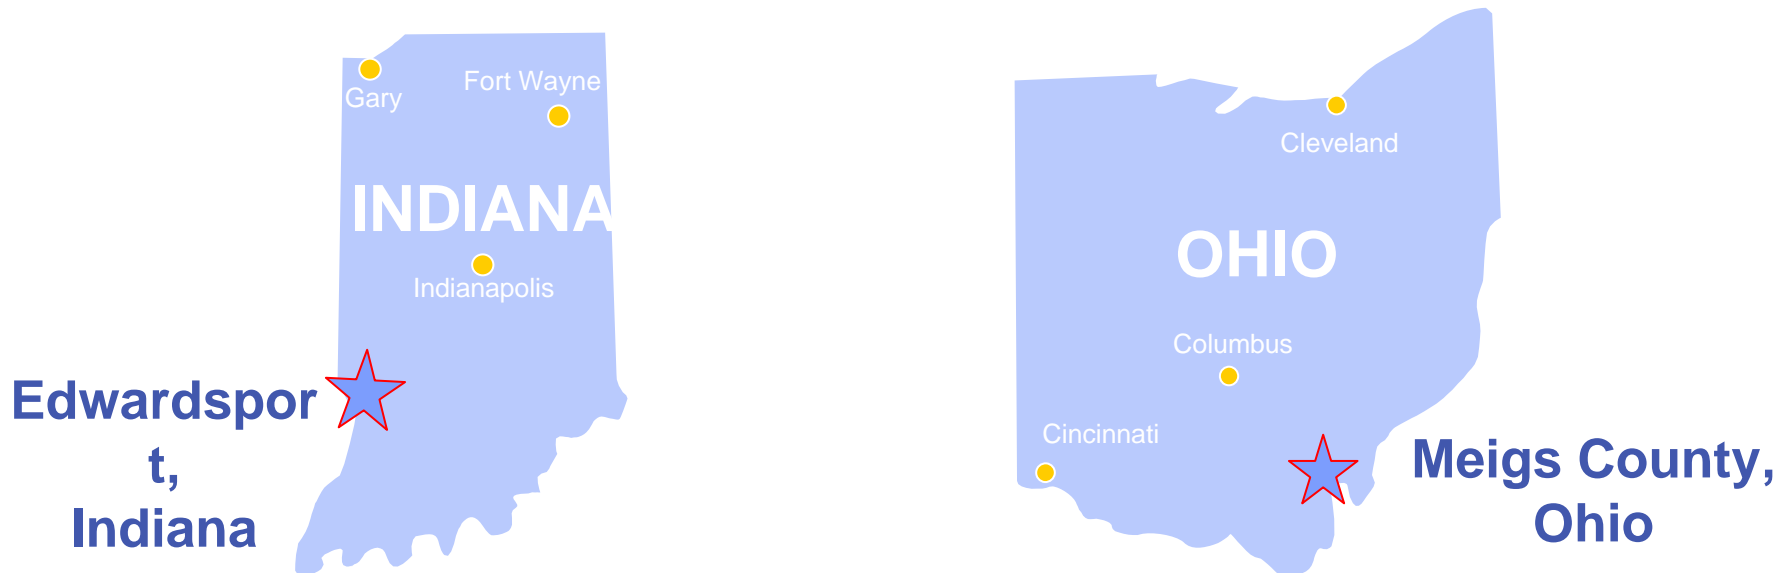 Gary
Fort Wayne
INDIANA
Indianapolis
Edwardspor
t,
Indiana
Cleveland
OHIO
Columbus
Cincinnati
Meigs County,
Ohio